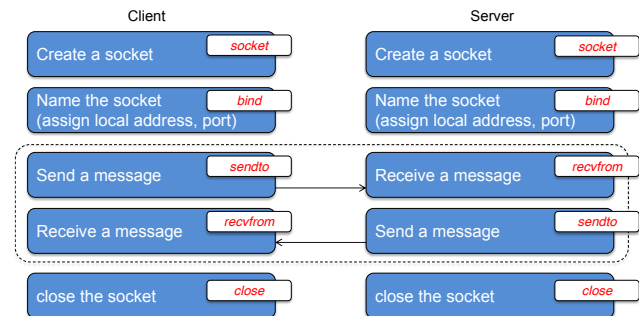 Client
Server
Create a socket
socket
Create a socket
socket
Name the socket
(assign local address, port)
bind
Name the socket
(assign local address, port)
bind
Send a message
sendto
Receive a message
recvfrom
Receive a message
recvfrom
Send a message
sendto
close the socket
close
close the socket
close